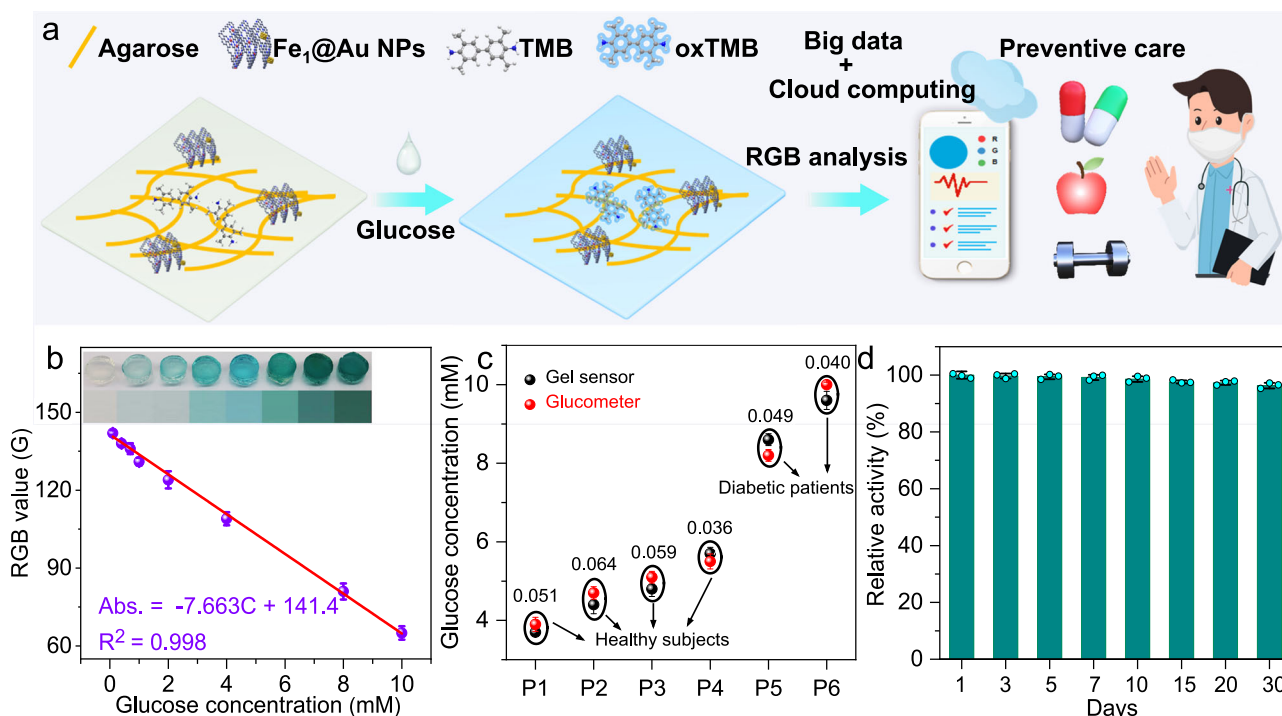 a
Agarose
Fe1@Au NPs
TMB
oxTMB
Big data
+
Cloud computing
Preventive care
Glucose
RGB analysis
R
G
B
b
RGB value (G)
150
120
90
60
Abs. = -7.663C + 141.4
R² = 0.998
0 2 4 6 8 10
Glucose concentration (mM)
c
Glucose concentration (mM)
10
8
6
4
Gel sensor
Glucometer
0.051
0.064
0.059
0.036
0.049
0.040
Diabetic patients
Healthy subjects
P1 P2 P3 P4 P5 P6
d
Relative activity (%)
100
80
60
40
20
0
1 3 5 7 10 15 20 30
Days